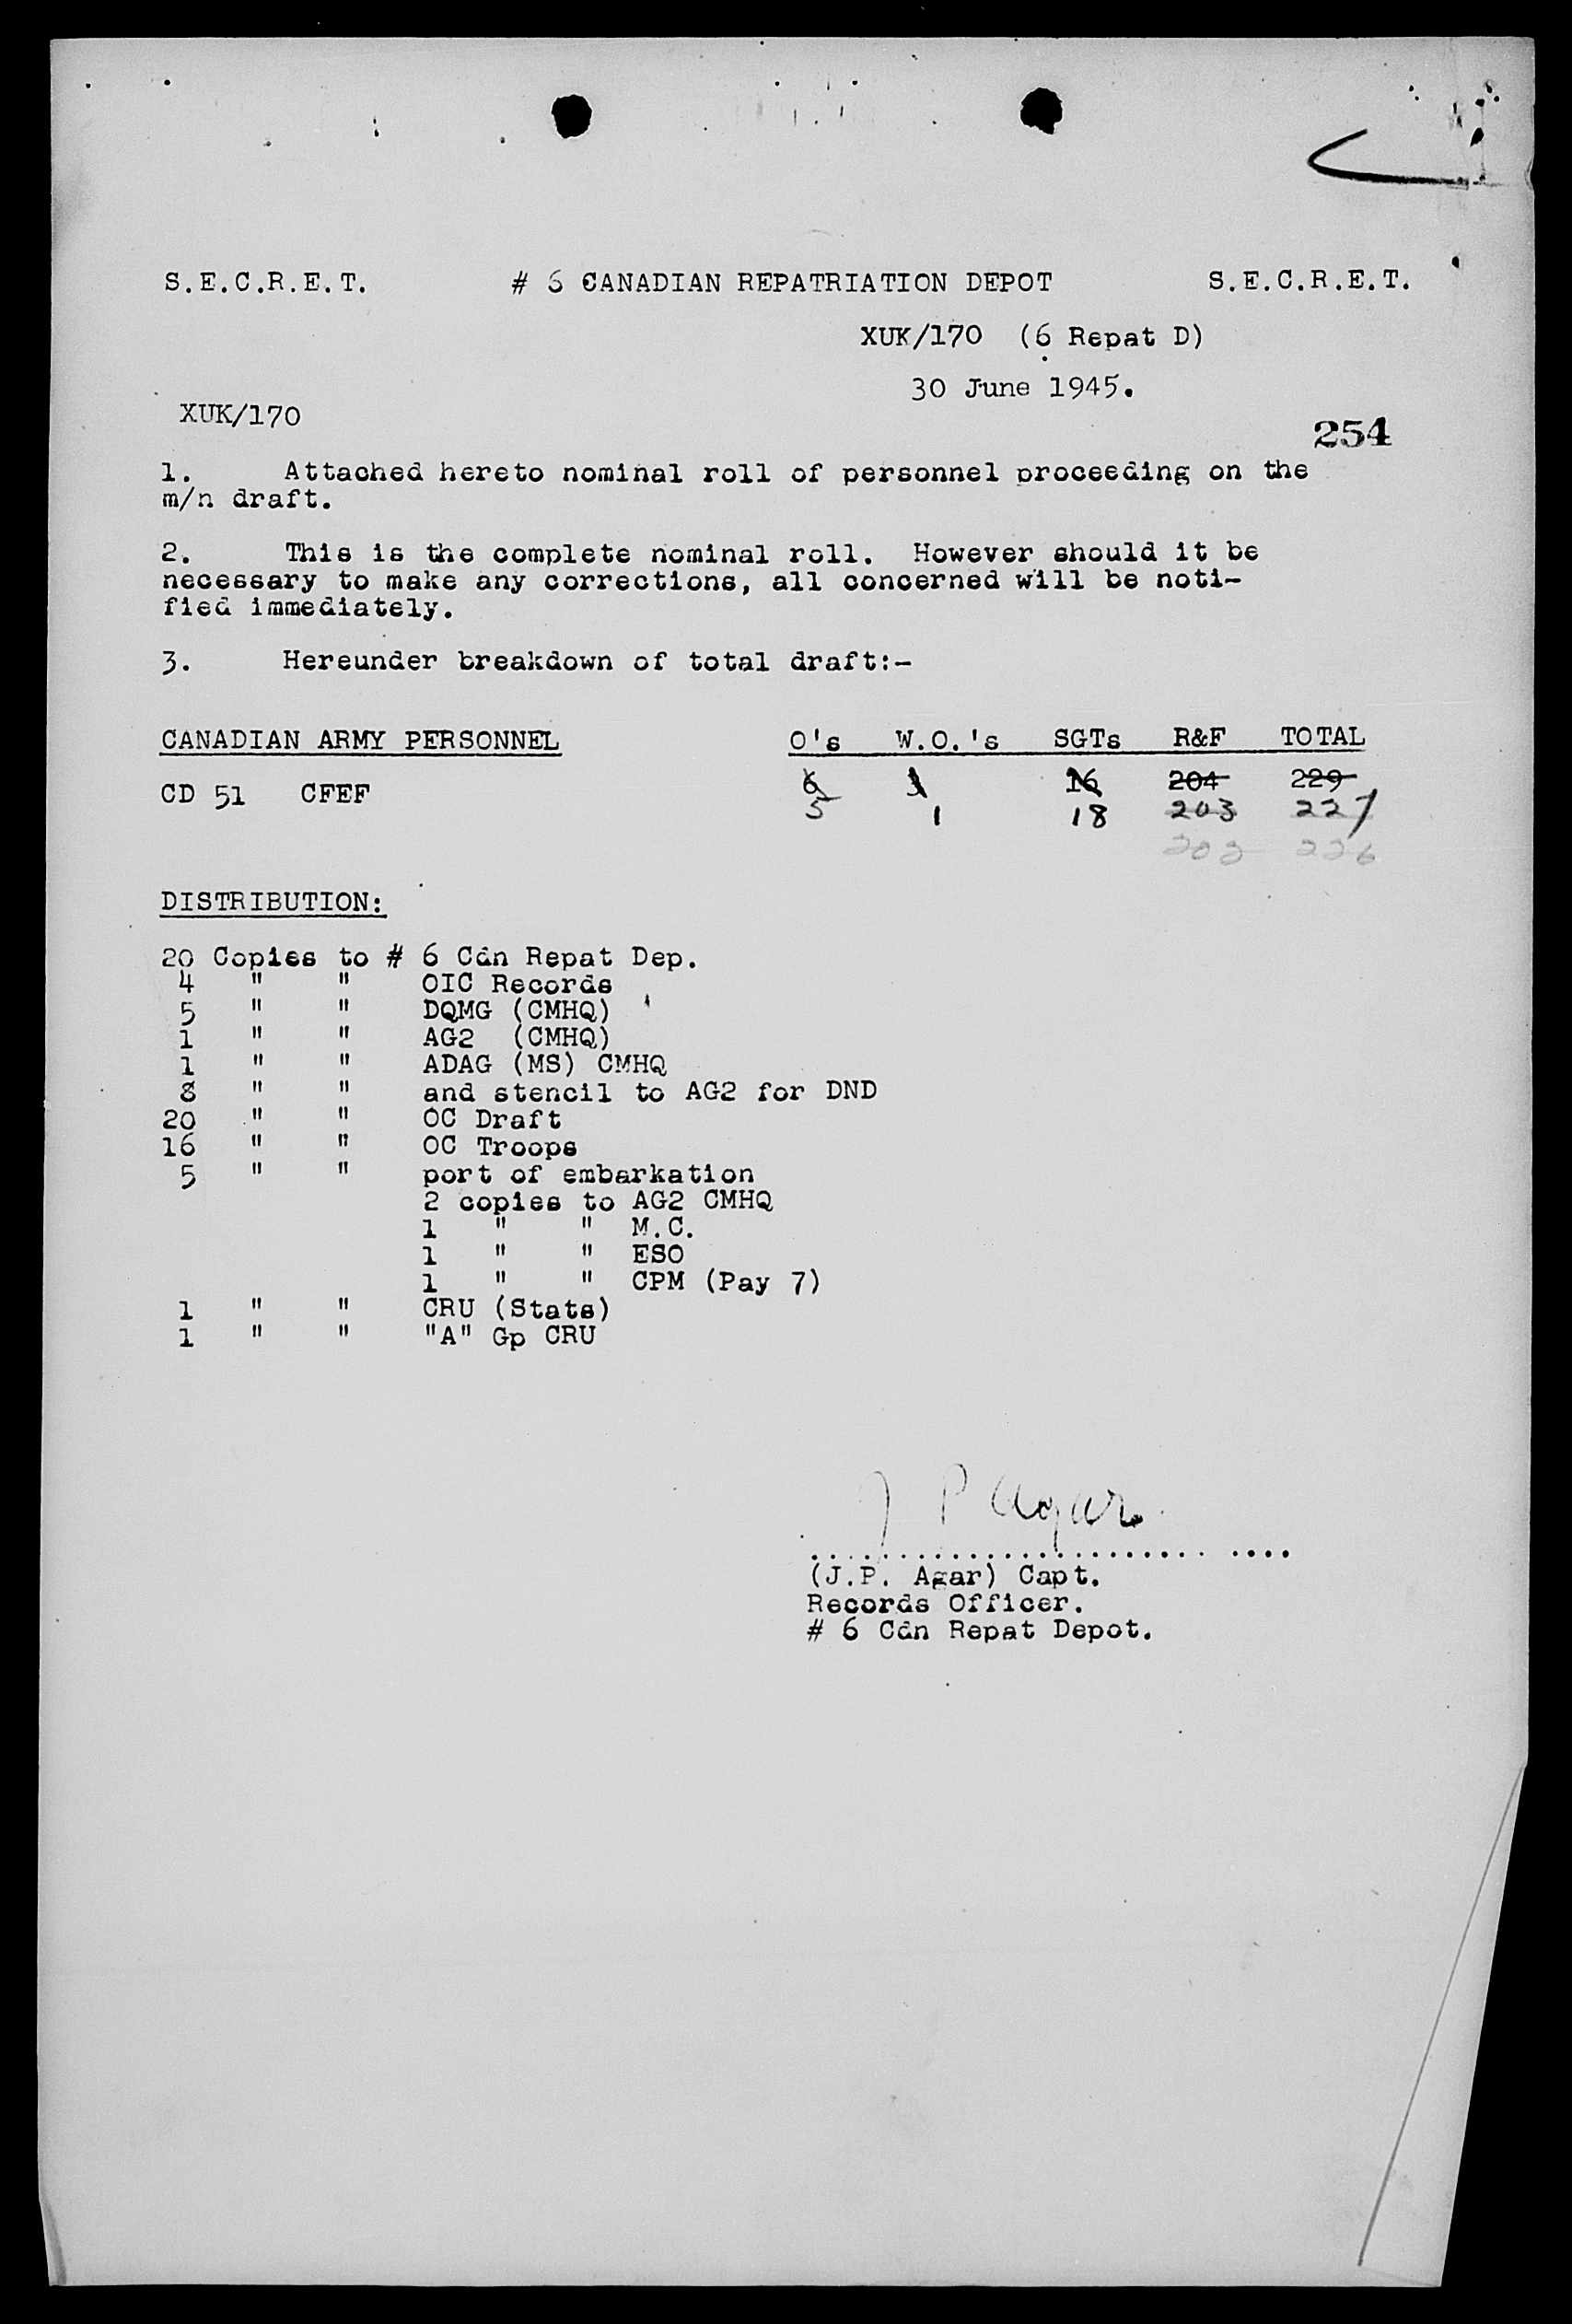 S.E.C.R.E.T. # 6 CANADIAN REPATRIATION DEPOT S.E.C.R.E.T.
XUK/170 (6 Repat D)
30 June 1945.
XUK/170
254
1. Attached hereto nominal roll of personnel proceeding on the
m/n draft.
2. This is the complete nominal roll. However should it be
necessary to make any corrections, all concerned will be noti-
fied immediately.
3. Hereunder breakdown of total draft:-
CANADIAN ARMY PERSONNEL O's W.O.'s SGTs R&F TOTAL
CD 51 CFEF 6 3 16 204 229
5 1 18 203 227
202 226
DISTRIBUTION:
20 Copies to # 6 Cdn Repat Dep.
4 " " OIC Records
5 " " DQMG (CMHQ)
1 " " AG2 (CMHQ)
1 " " ADAG (MS) CMHQ
8 " " and stencil to AG2 for DND
20 " " OC Draft
16 " " OC Troops
5 " " port of embarkation
2 copies to AG2 CMHQ
1 " " M.C.
1 " " ESO
1 " " CPM (Pay 7)
1 " " CRU (Stats)
1 " " "A" Gp CRU
J P Agar
........................ ....
(J.P. Agar) Capt.
Records Officer.
# 6 Cdn Repat Depot.